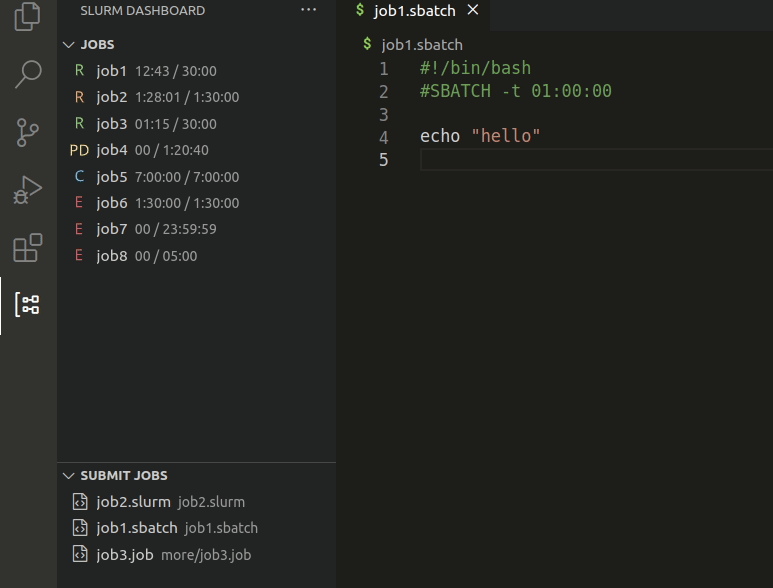 SLURM DASHBOARD ...
JOBS
R job1 12:43 / 30:00
R job2 1:28:01 / 1:30:00
R job3 01:15 / 30:00
PD job4 00 / 1:20:40
C job5 7:00:00 / 7:00:00
E job6 1:30:00 / 1:30:00
E job7 00 / 23:59:59
E job8 00 / 05:00
SUBMIT JOBS
job2.slurm job2.slurm
job1.sbatch job1.sbatch
job3.job more/job3.job
$ job1.sbatch ×
$ job1.sbatch
1 #!/bin/bash
2 #SBATCH -t 01:00:00
3
4 echo "hello"
5